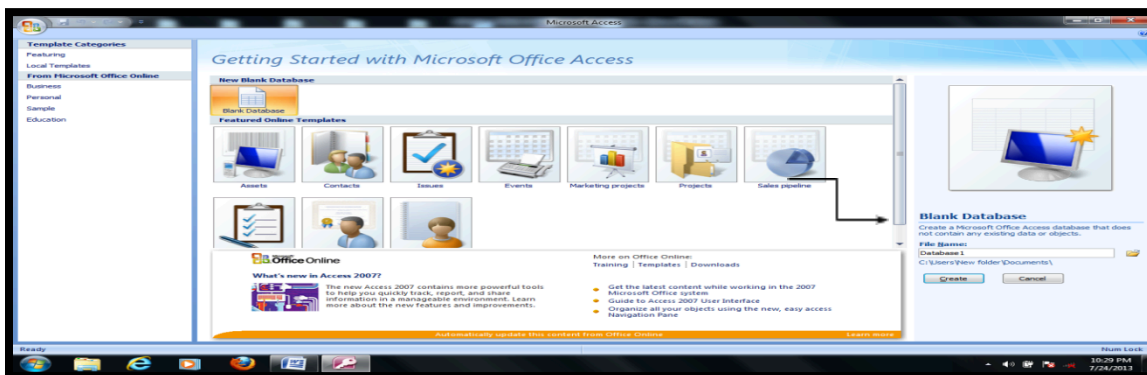 Microsoft Access
Template Categories
Featuring
Local Templates
From Microsoft Office Online
Business
Personal
Sample
Education
Getting Started with Microsoft Office Access
New Blank Database
Blank Database
Featured Online Templates
Assets
Contacts
Issues
Events
Marketing projects
Projects
Sales pipeline
Microsoft
Office Online
What's new in Access 2007?
The new Access 2007 contains more powerful tools
to help you quickly track, report, and share
information in a manageable environment. Learn
more about the new features and improvements.
More on Office Online:
Training | Templates | Downloads
Get the latest content while working in the 2007
Microsoft Office system
Guide to Access 2007 User Interface
Organize all your objects using the new, easy access
Navigation Pane
Automatically update this content from Office Online
Learn more
Blank Database
Create a Microsoft Office Access database that does
not contain any existing data or objects.
File Name:
Database1
C:\Users\New folder\Documents\
Create
Cancel
Ready
Num Lock
10:29 PM
7/24/2013